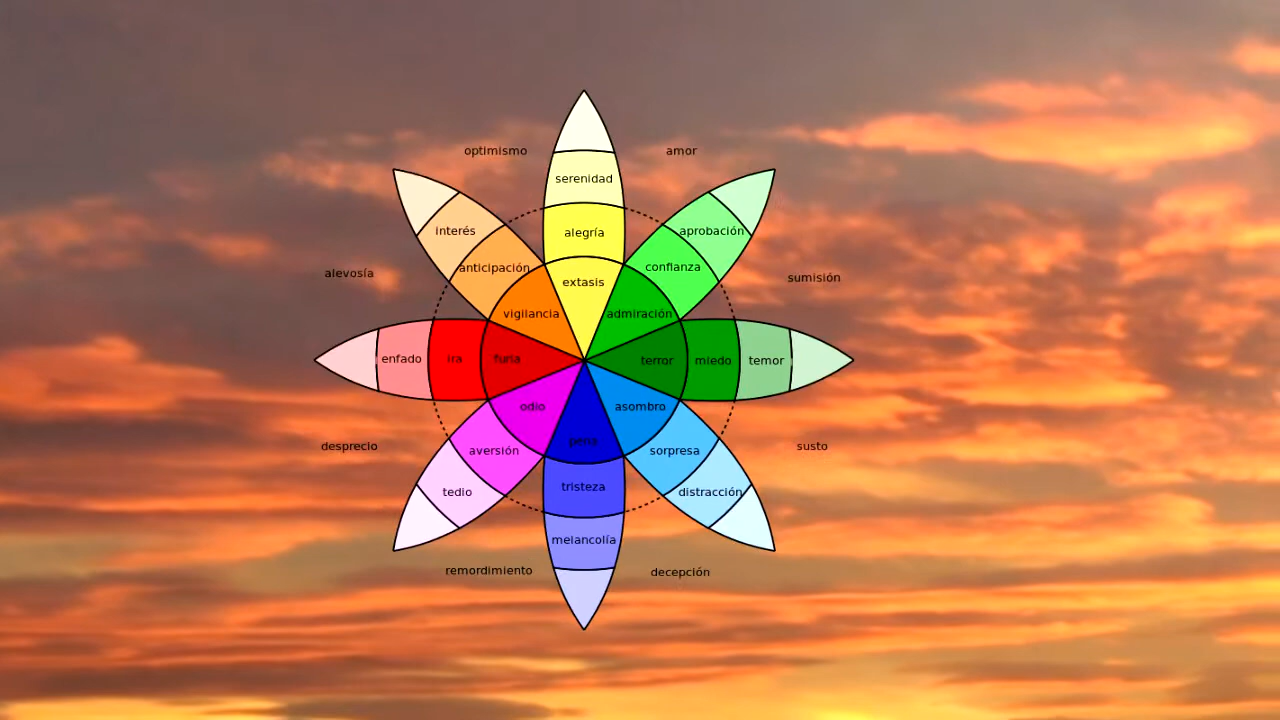 optimismo
amor
serenidad
interés
alegría
aprobación
anticipación
confianza
alevosía
extasis
sumisión
vigilancia
admiración
enfado
ira
furia
terror
miedo
temor
odio
asombro
desprecio
aversión
pena
sorpresa
susto
tedio
tristeza
distracción
melancolía
remordimiento
decepción